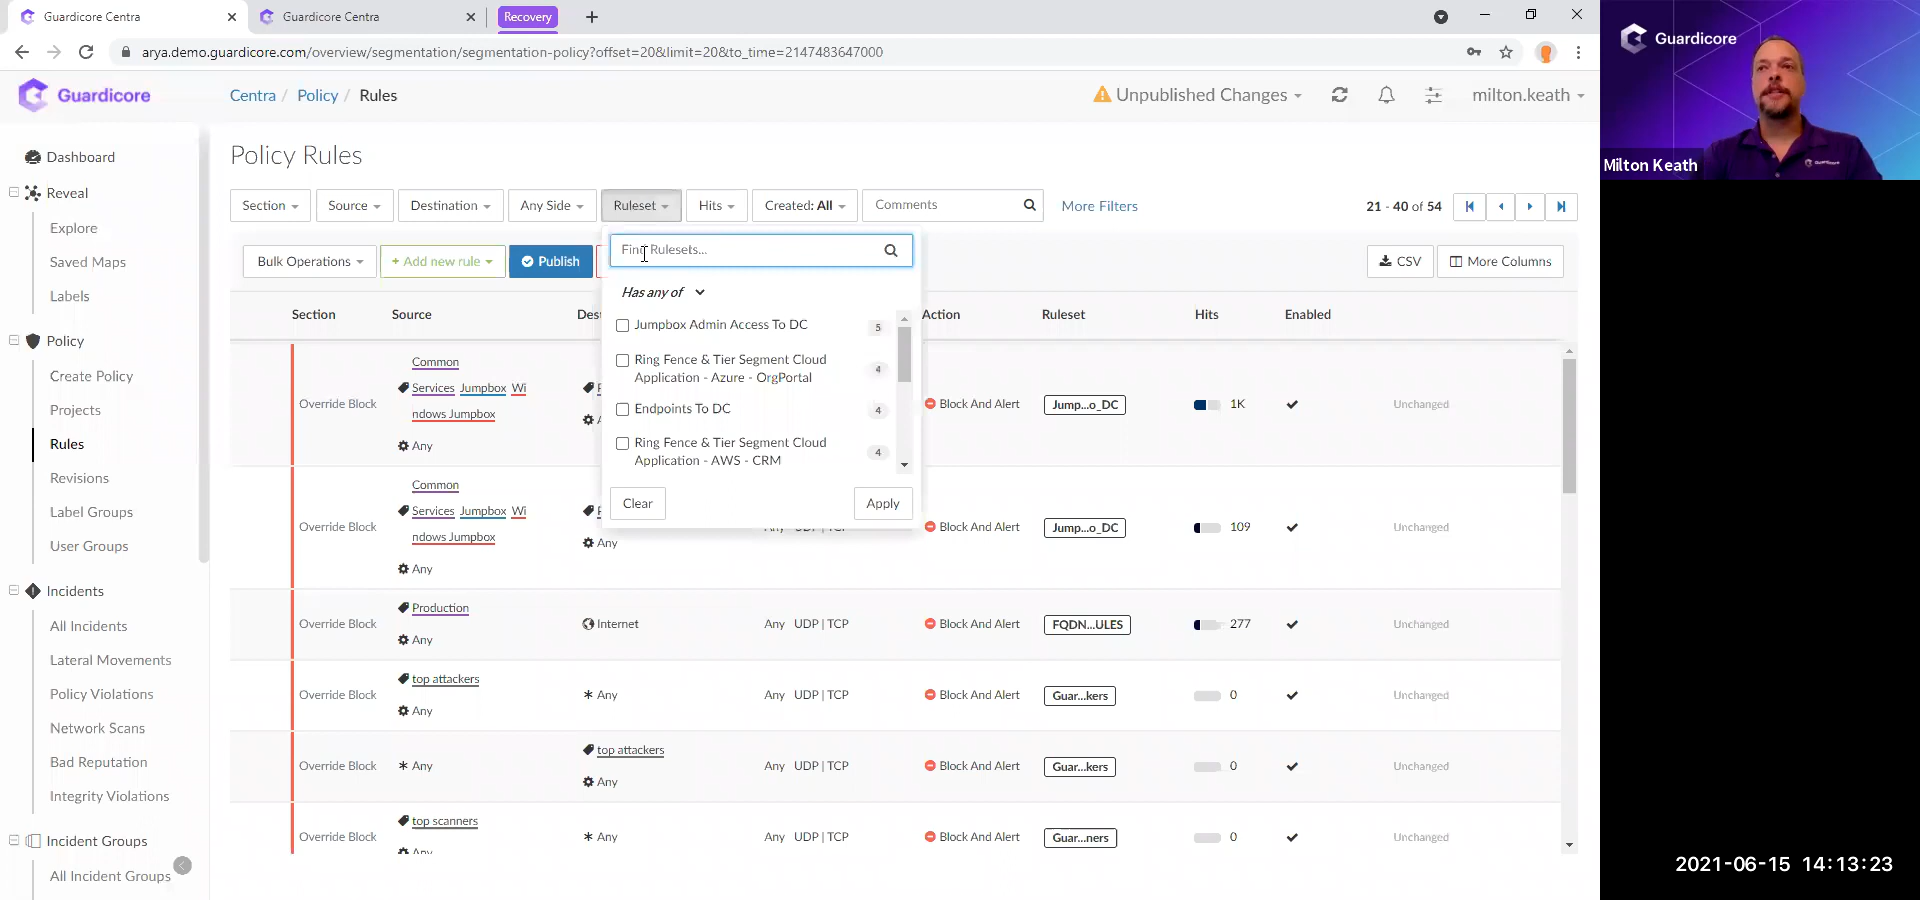 Guardicore Centra
Guardicore Centra
Recovery
arya.demo.guardicore.com/overview/segmentation/segmentation-policy?offset=20&limit=20&to_time=2147483647000
Guardicore
Centra / Policy / Rules
Unpublished Changes
milton.keath
Guardicore
Milton Keath
Dashboard
Reveal
Explore
Saved Maps
Labels
Policy
Create Policy
Projects
Rules
Revisions
Label Groups
User Groups
Incidents
All Incidents
Lateral Movements
Policy Violations
Network Scans
Bad Reputation
Integrity Violations
Incident Groups
All Incident Groups
Policy Rules
Section Source Destination Any Side Ruleset Hits Created: All Comments More Filters 21 - 40 of 54
Bulk Operations + Add new rule Publish CSV More Columns
Find Rulesets...
Has any of
Jumpbox Admin Access To DC 5
Ring Fence & Tier Segment Cloud
Application - Azure - OrgPortal 4
Endpoints To DC 4
Ring Fence & Tier Segment Cloud
Application - AWS - CRM 4
Clear Apply
Section Source Des Action Ruleset Hits Enabled
Common
Services Jumpbox Wi
ndows Jumpbox
Any
Override Block Block And Alert Jump...o_DC 1K Unchanged
Common
Services Jumpbox Wi
ndows Jumpbox
Any
Override Block Any Any UDP | TCP Block And Alert Jump...o_DC 109 Unchanged
Production
Any
Override Block Internet Any UDP | TCP Block And Alert FQDN...ULES 277 Unchanged
top attackers
Any
Override Block Any Any UDP | TCP Block And Alert Guar...kers 0 Unchanged
Override Block Any
top attackers
Any
Any UDP | TCP Block And Alert Guar...kers 0 Unchanged
top scanners
Any
Override Block Any Any UDP | TCP Block And Alert Guar...ners 0 Unchanged
2021-06-15 14:13:23